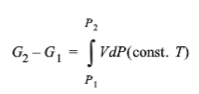 G₂ – G₁ = ∫_{P₁}^{P₂} VdP(const. T)